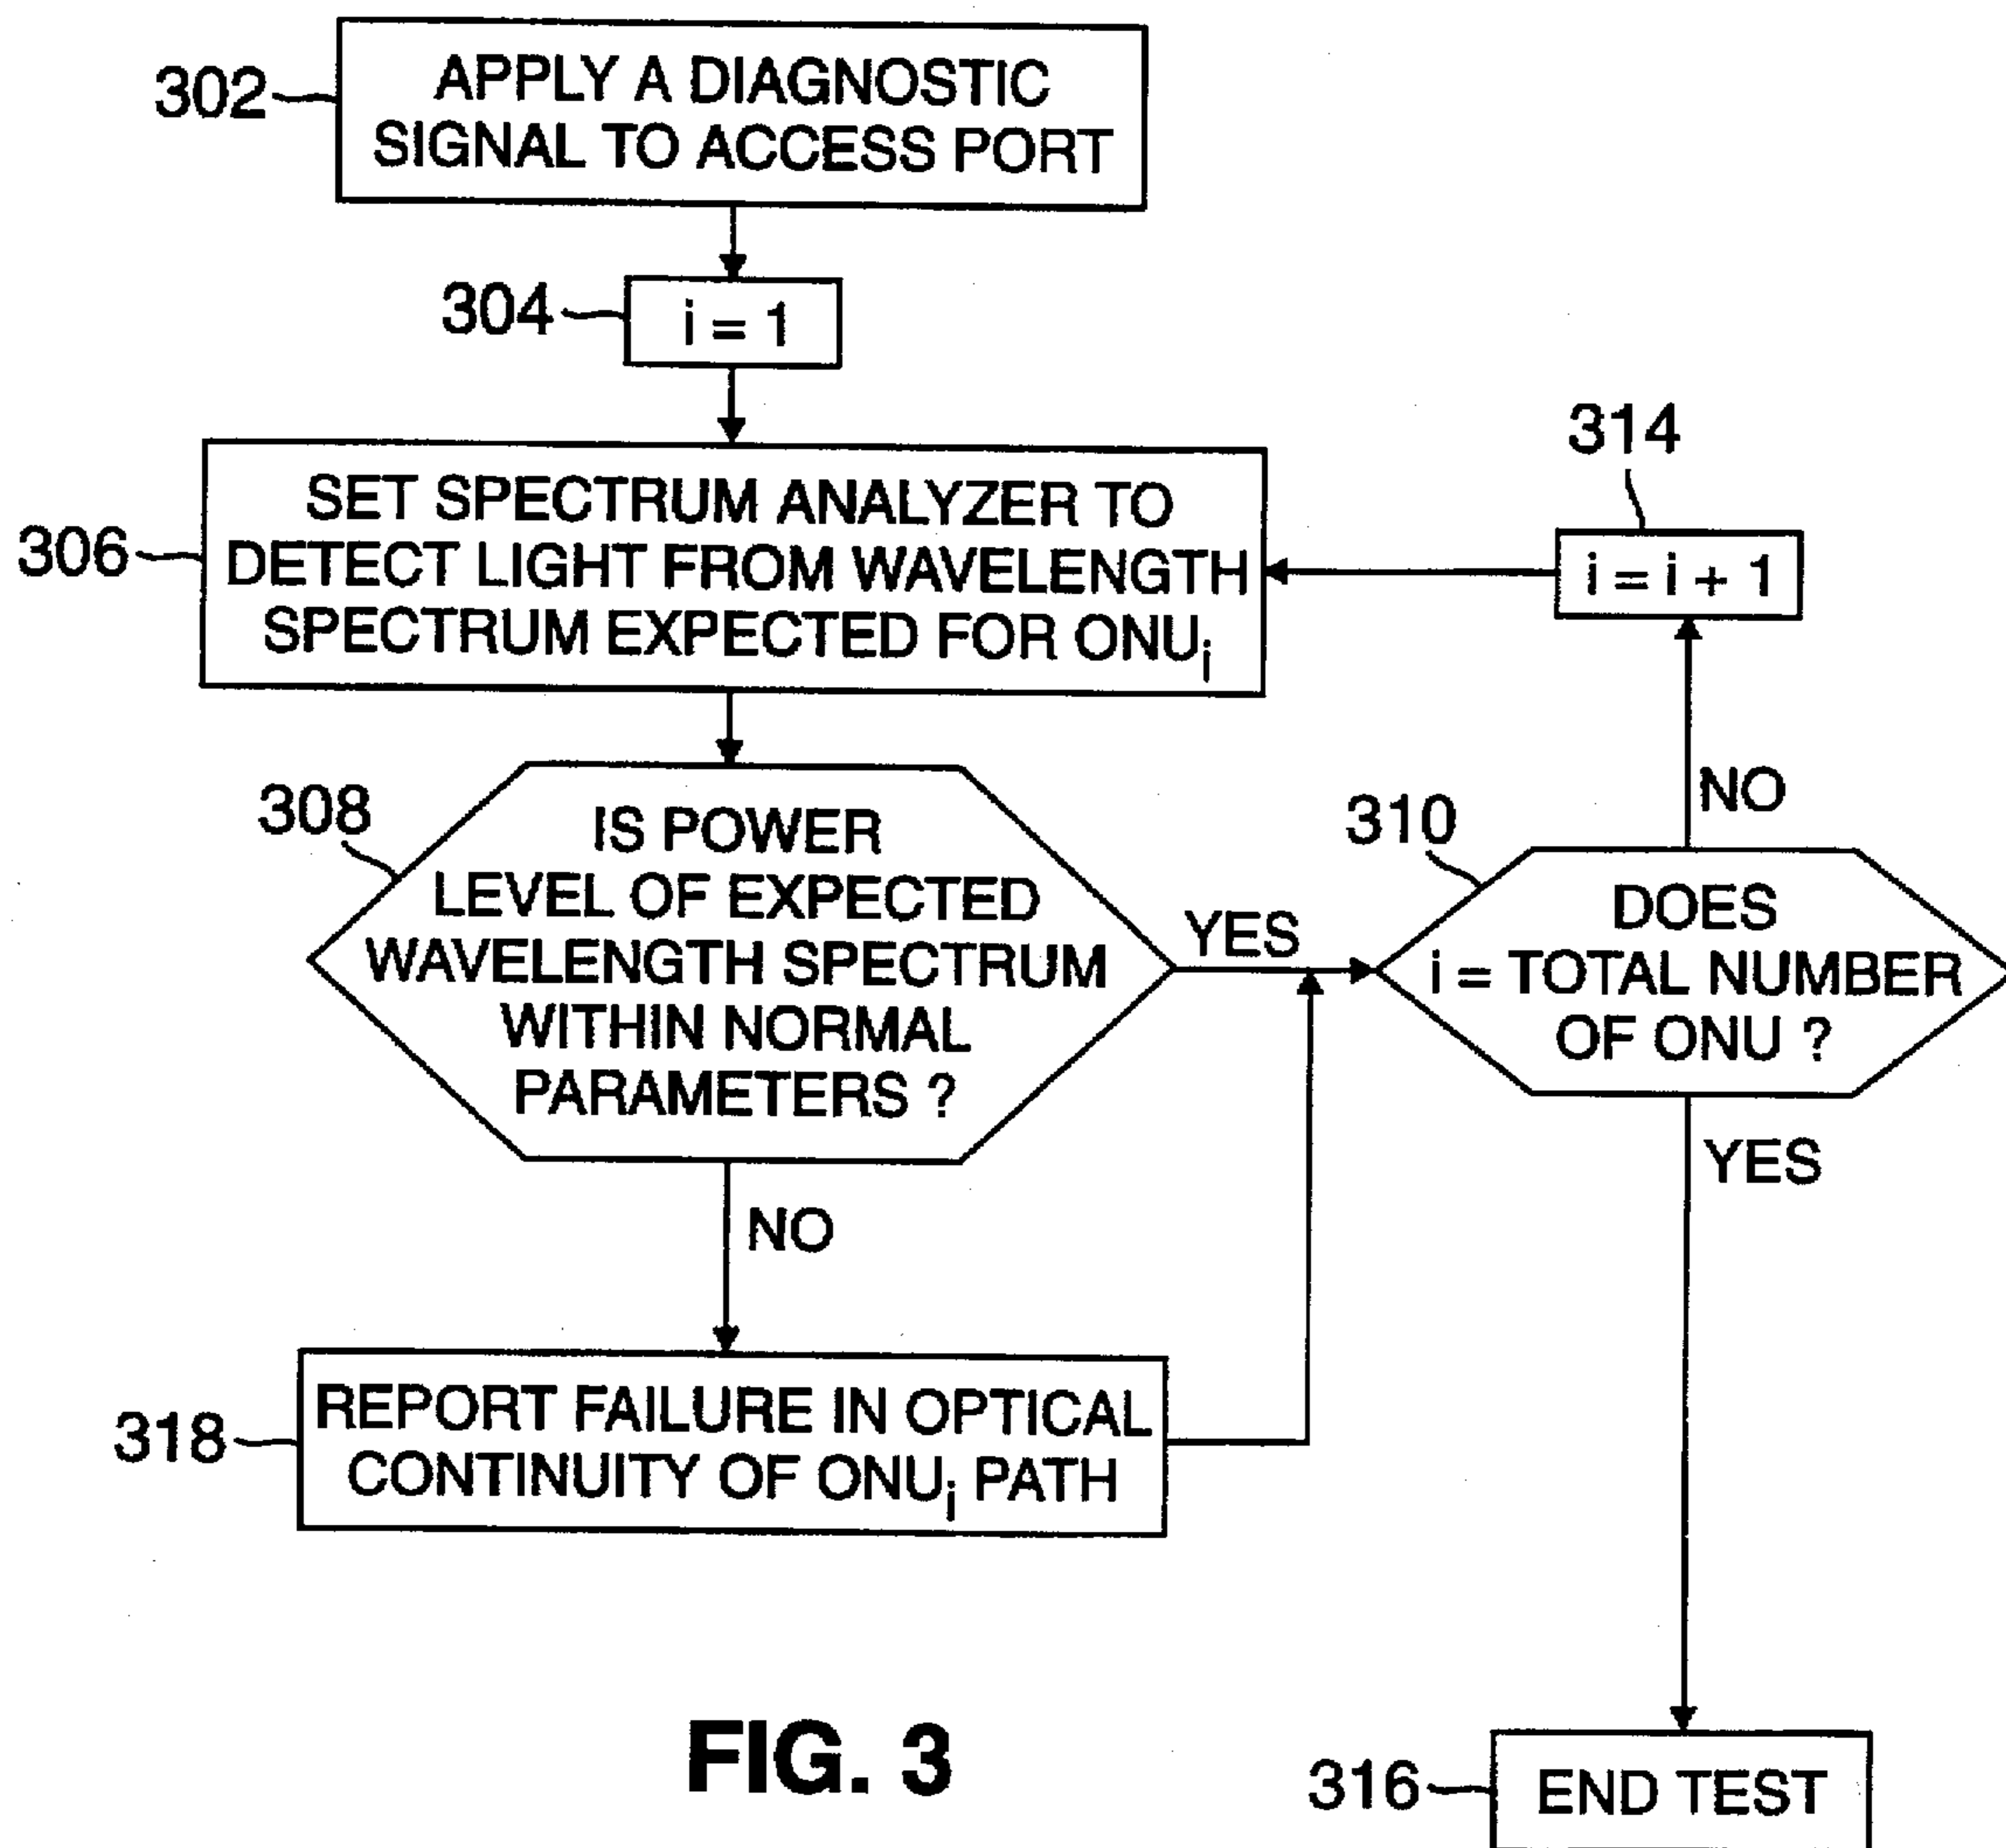 302
APPLY A DIAGNOSTIC
SIGNAL TO ACCESS PORT
304
i = 1
314
306
SET SPECTRUM ANALYZER TO
DETECT LIGHT FROM WAVELENGTH
SPECTRUM EXPECTED FOR ONUi
i = i + 1
308
IS POWER
LEVEL OF EXPECTED
WAVELENGTH SPECTRUM
WITHIN NORMAL
PARAMETERS ?
YES
NO
310
DOES
i = TOTAL NUMBER
OF ONU ?
NO
YES
318
REPORT FAILURE IN OPTICAL
CONTINUITY OF ONUi PATH
316
END TEST
FIG. 3